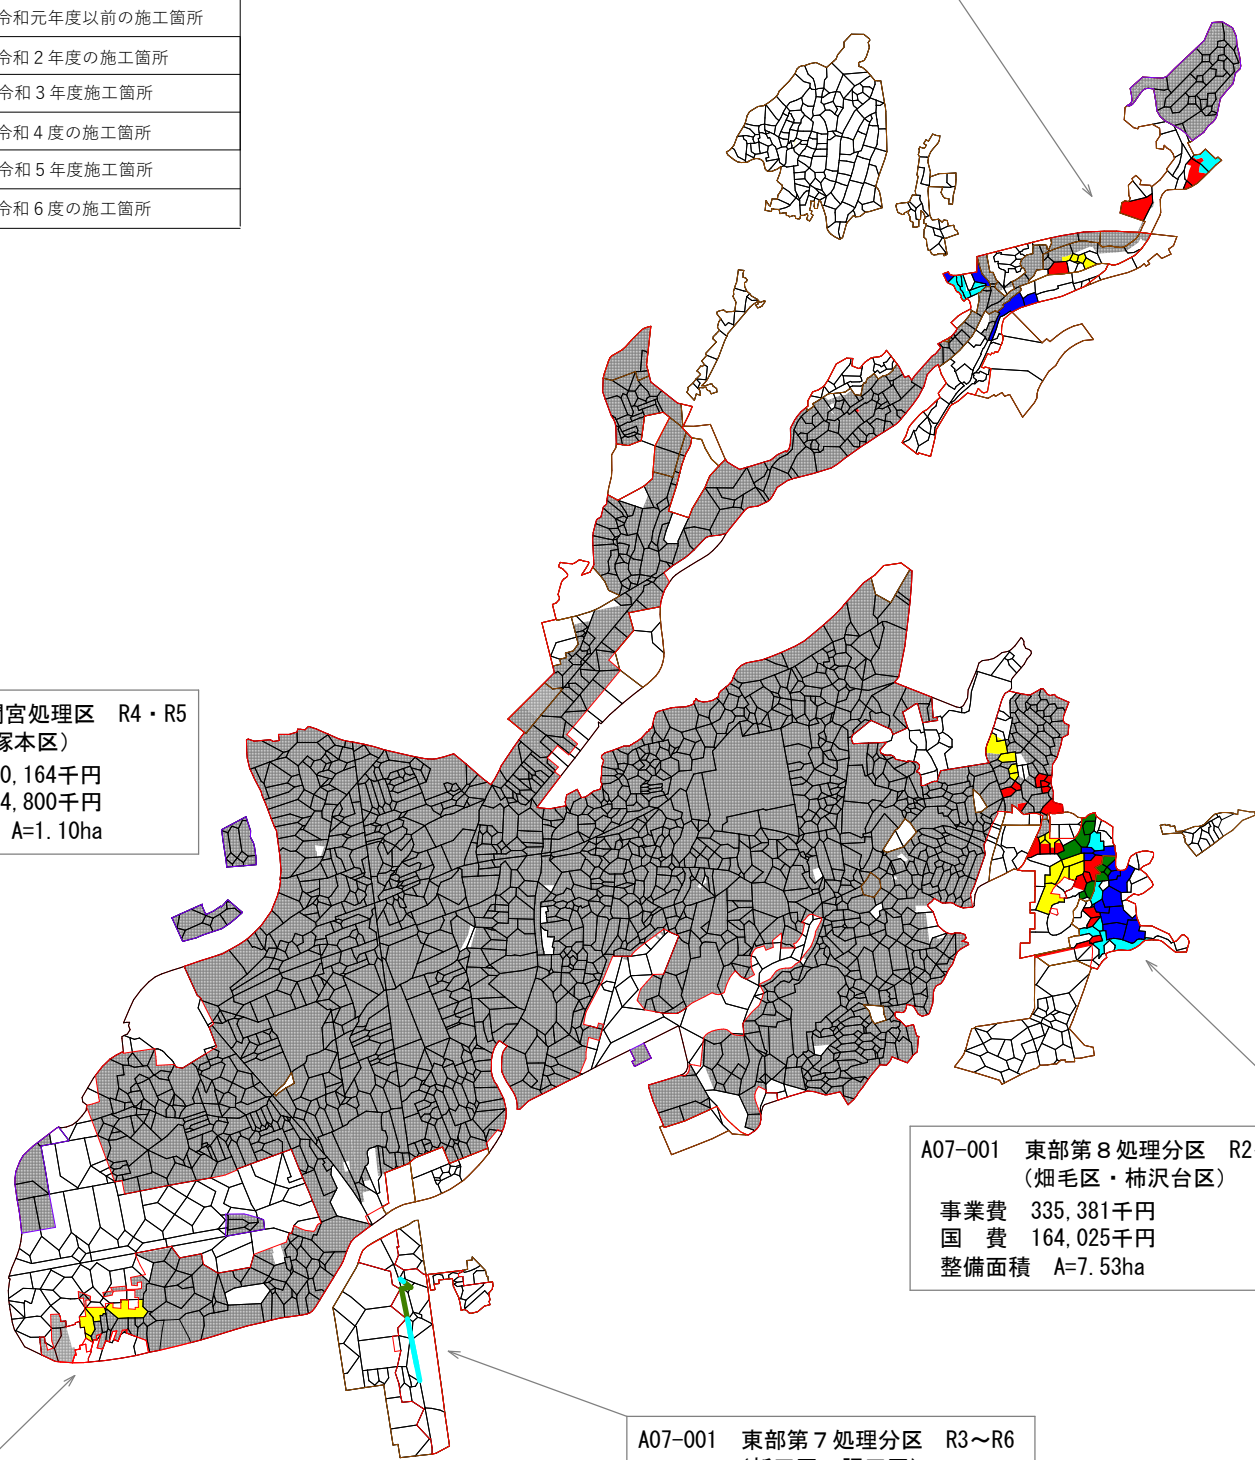 令和元年度以前の施工箇所
令和２年度の施工箇所
令和３年度施工箇所
令和４度の施工箇所
令和５年度施工箇所
令和６度の施工箇所
間宮処理区　R4・R5
塚本区）
0,164千円
4,800千円
A=1.10ha
A07-001　東部第８処理分区　R2
（畑毛区・柿沢台区）
事業費　335,381千円
国　費　164,025千円
整備面積　A=7.53ha
A07-001　東部第７処理分区　R3～R6